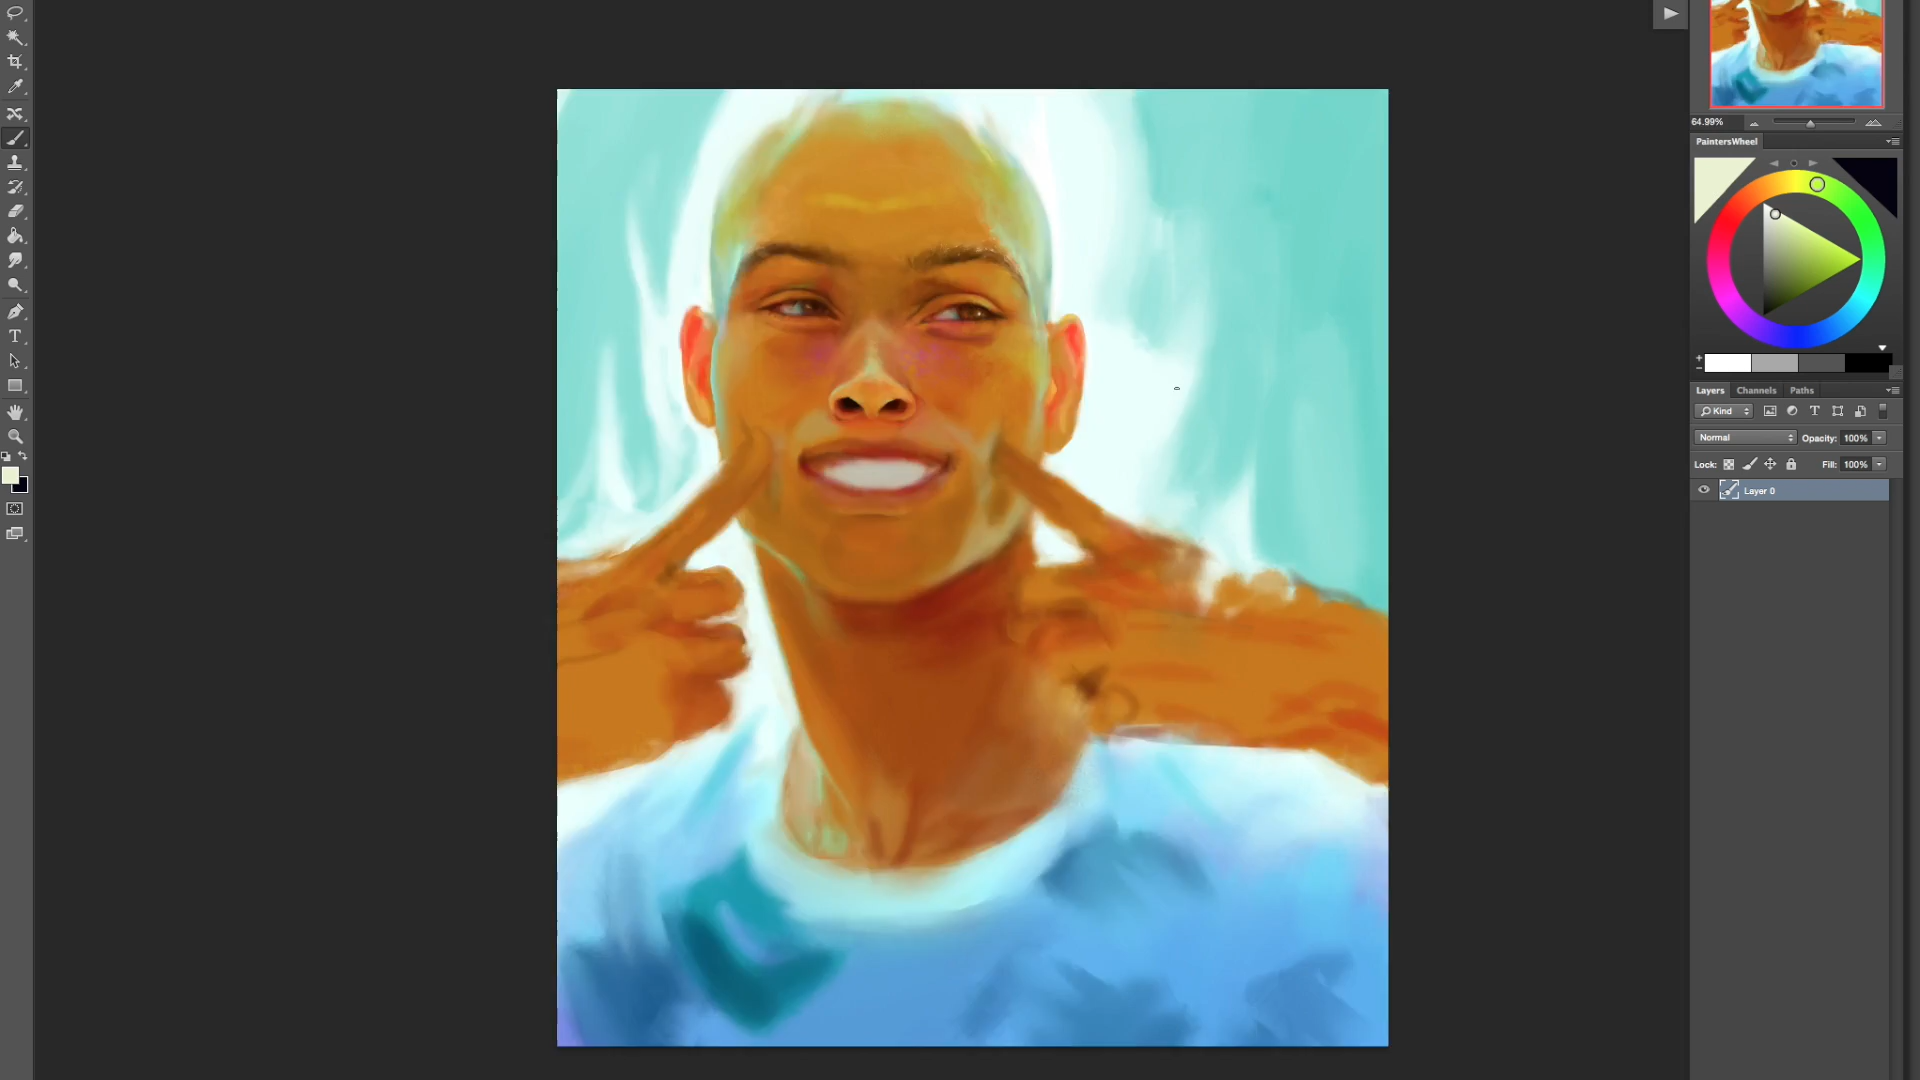 64.99%
PaintersWheel
Layers Channels Paths
Kind
Normal Opacity: 100%
Lock: Fill: 100%
Layer 0